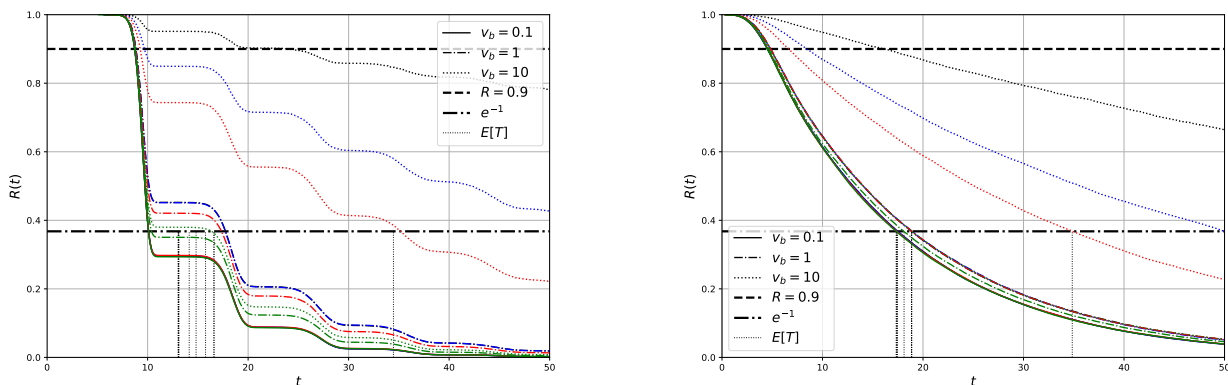 1.0
0.8
0.6
0.4
0.2
0.0
R(t)
0
10
20
30
40
50
t
v_b = 0.1
v_b = 1
v_b = 10
R = 0.9
e^{-1}
E[T]
1.0
0.8
0.6
0.4
0.2
0.0
R(t)
0
10
20
30
40
50
t
v_b = 0.1
v_b = 1
v_b = 10
R = 0.9
e^{-1}
E[T]